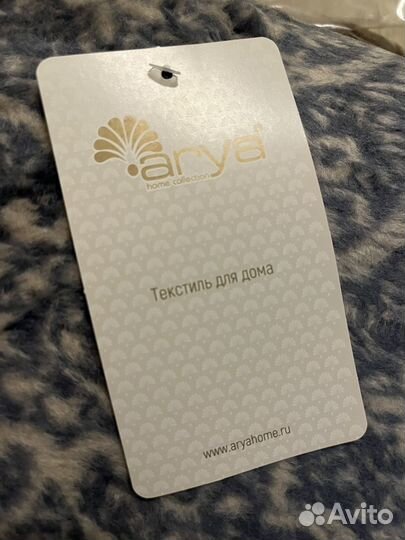 arya®
home collection
Текстиль для дома
www.aryahome.ru
Avito